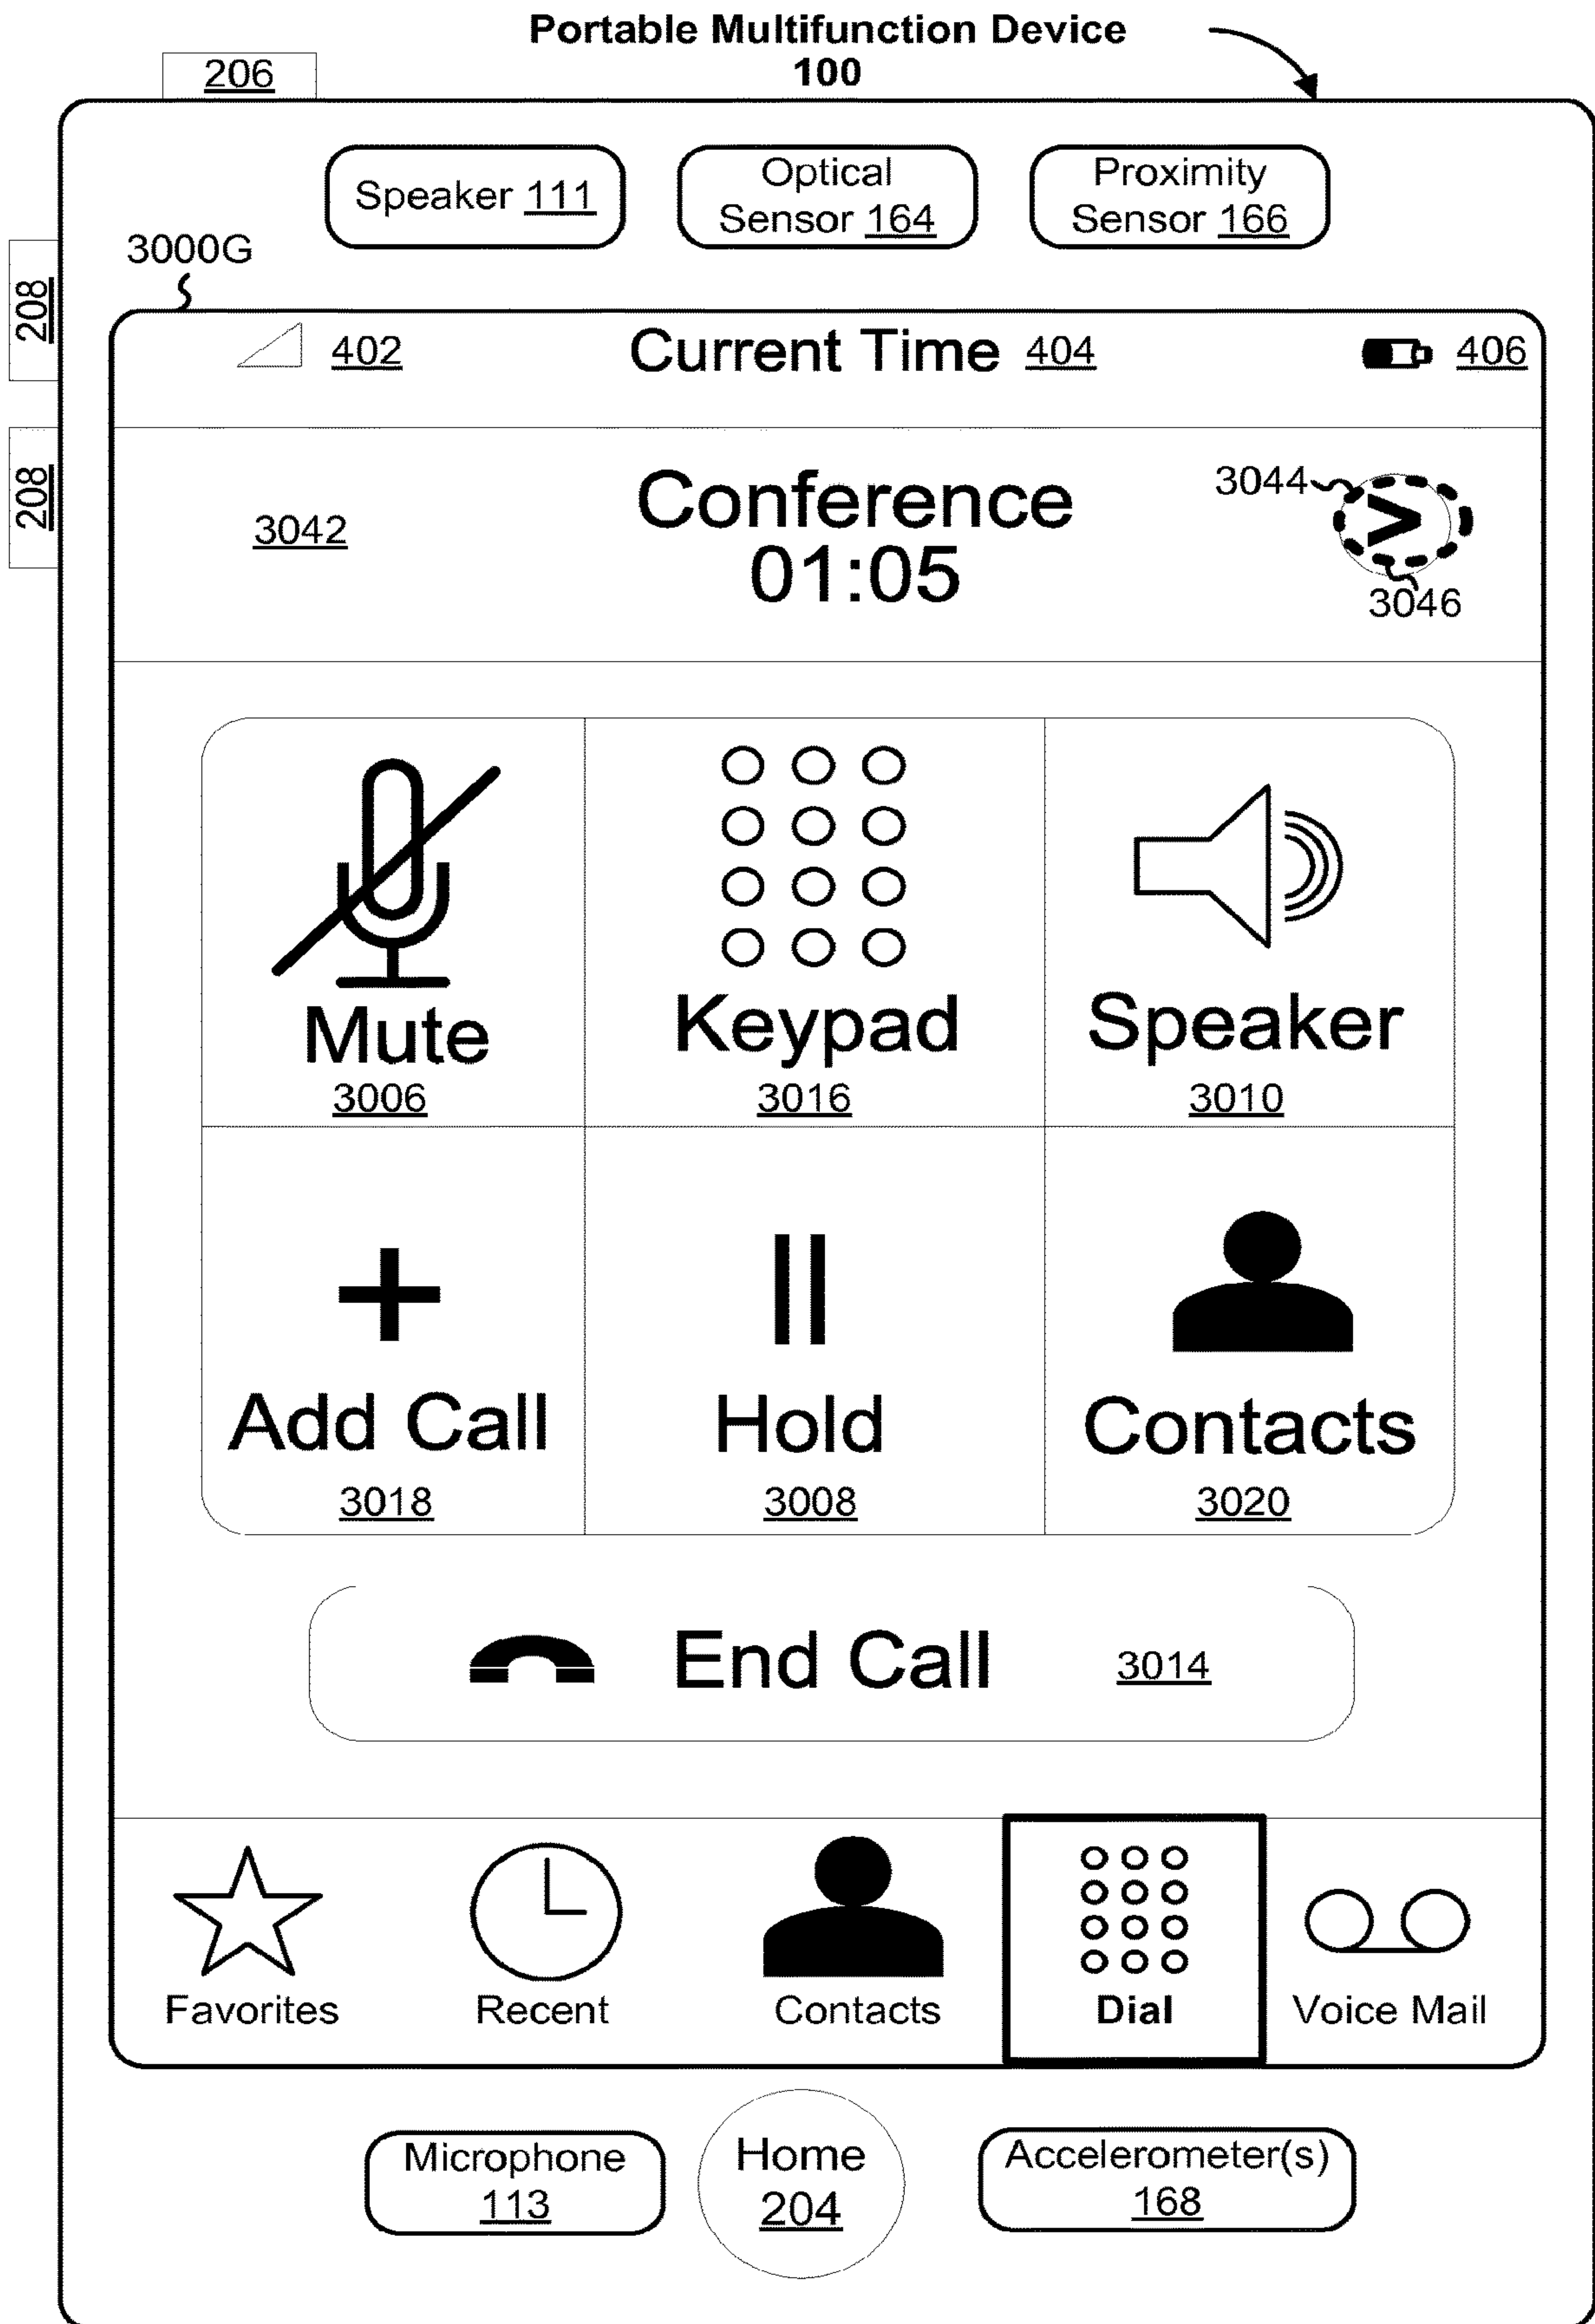 Portable Multifunction Device
100
206
Speaker 111
Optical
Sensor 164
Proximity
Sensor 166
3000G
208
402
Current Time 404
406
208
3042
Conference
01:05
3044
V
3046
Mute
3006
Keypad
3016
Speaker
3010
Add Call
3018
Hold
3008
Contacts
3020
End Call 3014
Favorites
Recent
Contacts
Dial
Voice Mail
Microphone
113
Home
204
Accelerometer(s)
168